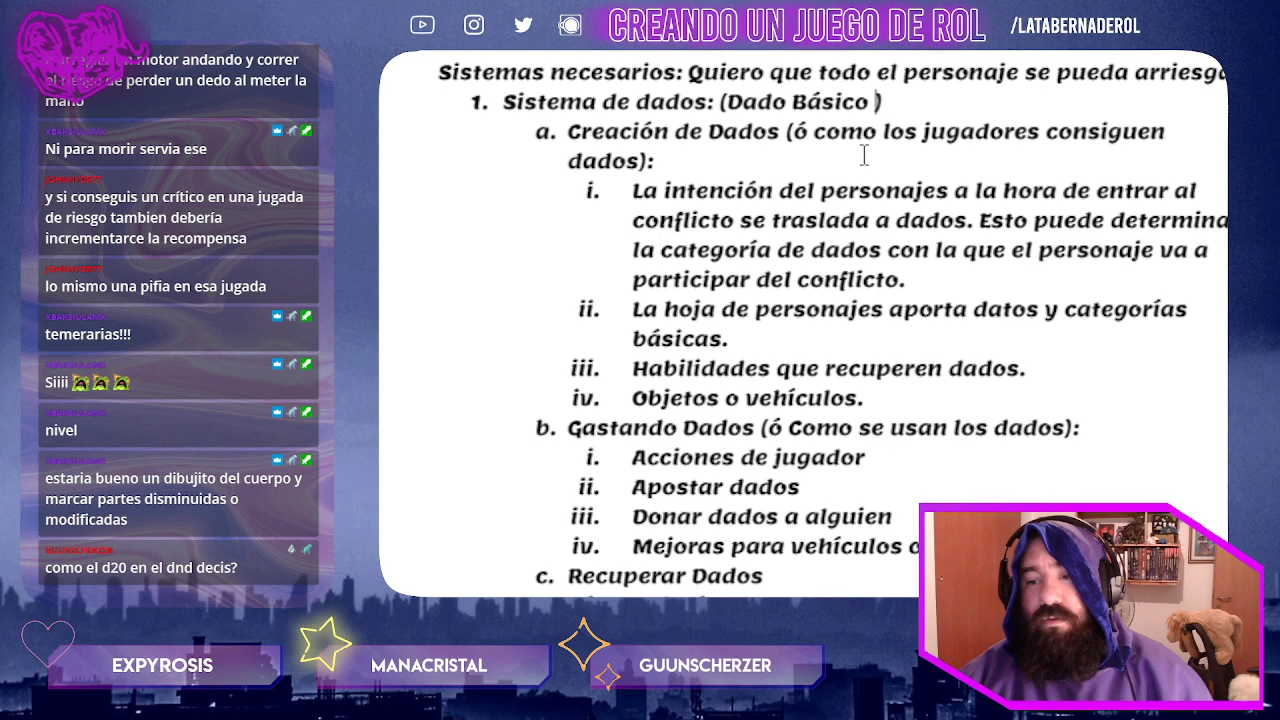 CREANDO UN JUEGO DE ROL
/LATABERNADEROL
motor andando y correr
el riesgo de perder un dedo al meter la
mano
XBAKSIULAMX
Ni para morir servia ese
y si conseguis un crítico en una jugada
de riesgo tambien debería
incrementarce la recompensa
lo mismo una pifia en esa jugada
XBAKSIULAMX
temerarias!!!
XBAKSIULAMX
Siiii
XBAKSIULAMX
nivel
XBAKSIULAMX
estaria bueno un dibujito del cuerpo y
marcar partes disminuidas o
modificadas
GUUNSCHERZER
como el d20 en el dnd decis?
Sistemas necesarios: Quiero que todo el personaje se pueda arriesga
1. Sistema de dados: (Dado Básico )
a. Creación de Dados (ó como los jugadores consiguen
dados):
i. La intención del personajes a la hora de entrar al
conflicto se traslada a dados. Esto puede determina
la categoría de dados con la que el personaje va a
participar del conflicto.
ii. La hoja de personajes aporta datos y categorías
básicas.
iii. Habilidades que recuperen dados.
iv. Objetos o vehículos.
b. Gastando Dados (ó Como se usan los dados):
i. Acciones de jugador
ii. Apostar dados
iii. Donar dados a alguien
iv. Mejoras para vehículos o
c. Recuperar Dados
EXPYROSIS
MANACRISTAL
GUUNSCHERZER